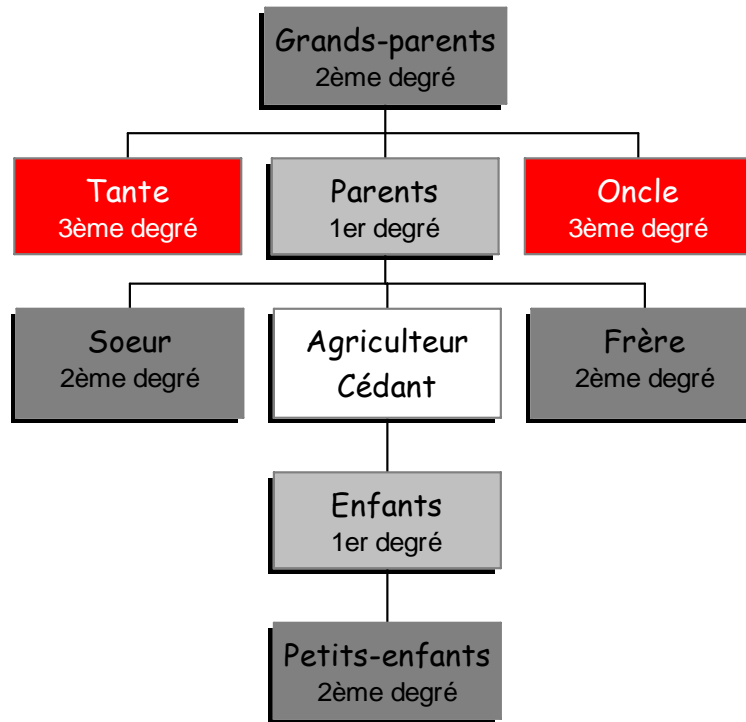 Grands-parents
2ème degré
Tante
3ème degré
Parents
1er degré
Oncle
3ème degré
Soeur
2ème degré
Agriculteur
Cédant
Frère
2ème degré
Enfants
1er degré
Petits-enfants
2ème degré